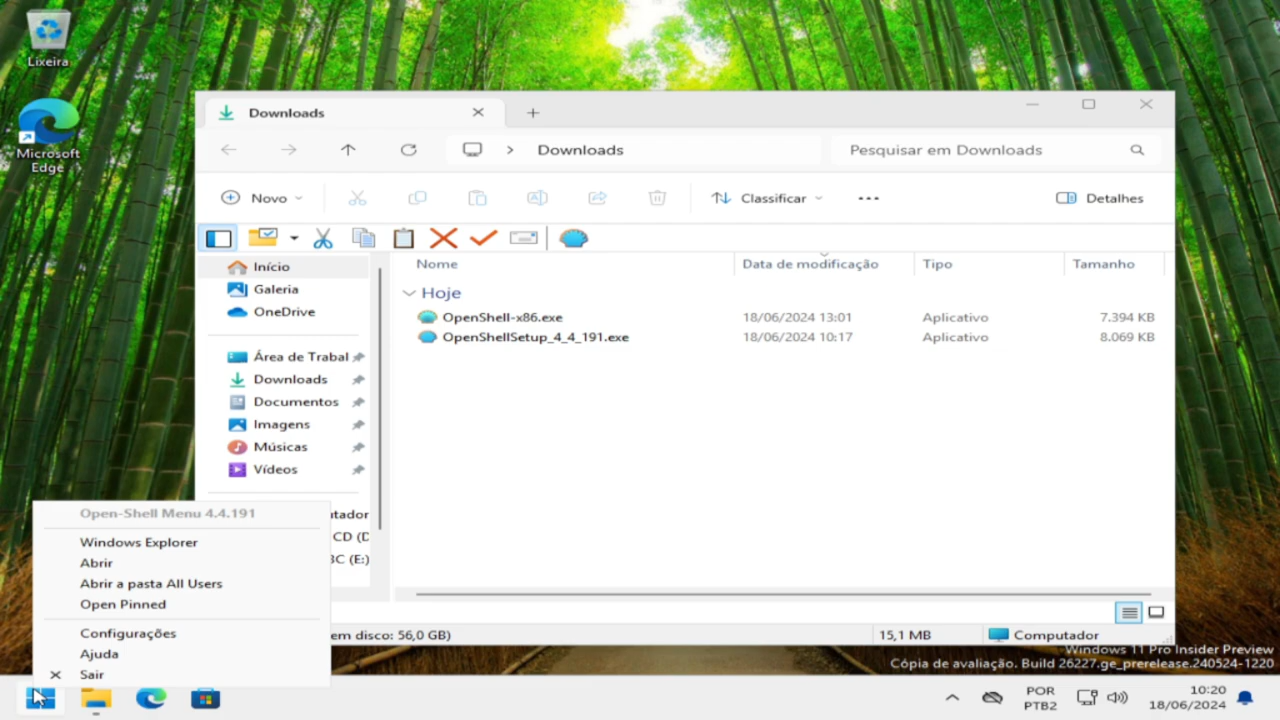 Lixeira
Microsoft
Edge
Downloads
Downloads
Pesquisar em Downloads
Novo
Classificar
Detalhes
Nome
Data de modificação
Tipo
Tamanho
Hoje
OpenShell-x86.exe 18/06/2024 13:01 Aplicativo 7.394 KB
OpenShellSetup_4_4_191.exe 18/06/2024 10:17 Aplicativo 8.069 KB
Início
Galeria
OneDrive
Área de Trabal
Downloads
Documentos
Imagens
Músicas
Vídeos
utador
CD (D
BC (E:)
Open-Shell Menu 4.4.191
Windows Explorer
Abrir
Abrir a pasta All Users
Open Pinned
Configurações
Ajuda
Sair
em disco: 56,0 GB)
15,1 MB
Computador
Windows 11 Pro Insider Preview
Cópia de avaliação. Build 26227.ge_prerelease.240524-1220
POR
PTB2
10:20
18/06/2024